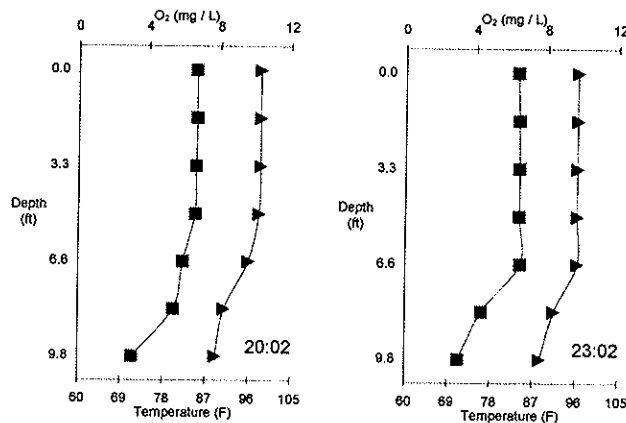 O₂ (mg / L)
0 4 8 12
0.0
3.3
Depth
(ft)
6.6
9.8
20:02
60 69 78 87 96 105
Temperature (F)
O₂ (mg / L)
0 4 8 12
0.0
3.3
Depth
(ft)
6.6
9.8
23:02
60 69 78 87 96 105
Temperature (F)